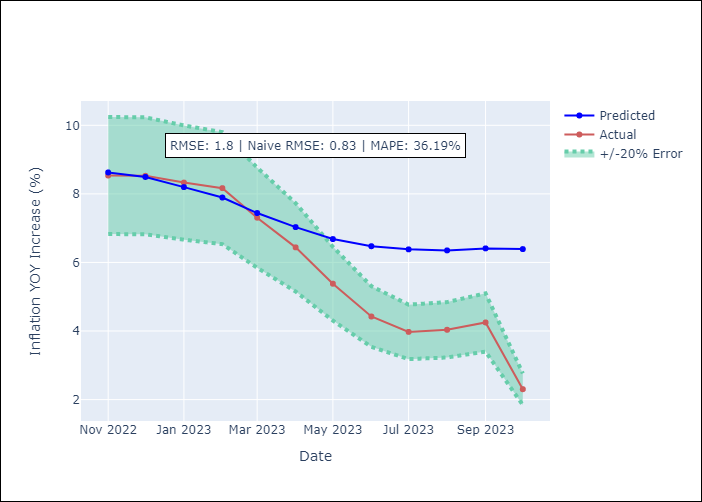 RMSE: 1.8 | Naive RMSE: 0.83 | MAPE: 36.19%
Predicted
Actual
+/-20% Error
Inflation YOY Increase (%)
10
8
6
4
2
Nov 2022
Jan 2023
Mar 2023
May 2023
Jul 2023
Sep 2023
Date